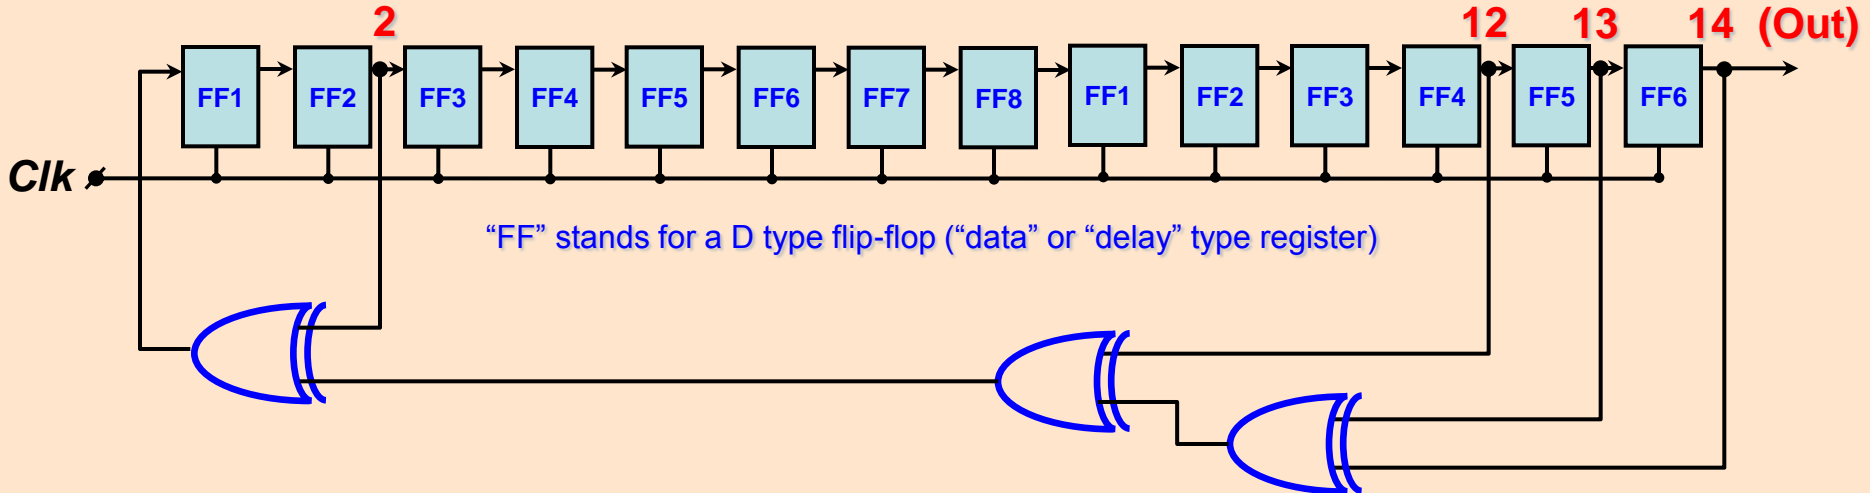 2 12 13 14 (Out)
FF1 FF2 FF3 FF4 FF5 FF6 FF7 FF8 FF1 FF2 FF3 FF4 FF5 FF6
Clk
“FF” stands for a D type flip-flop (“data” or “delay” type register)